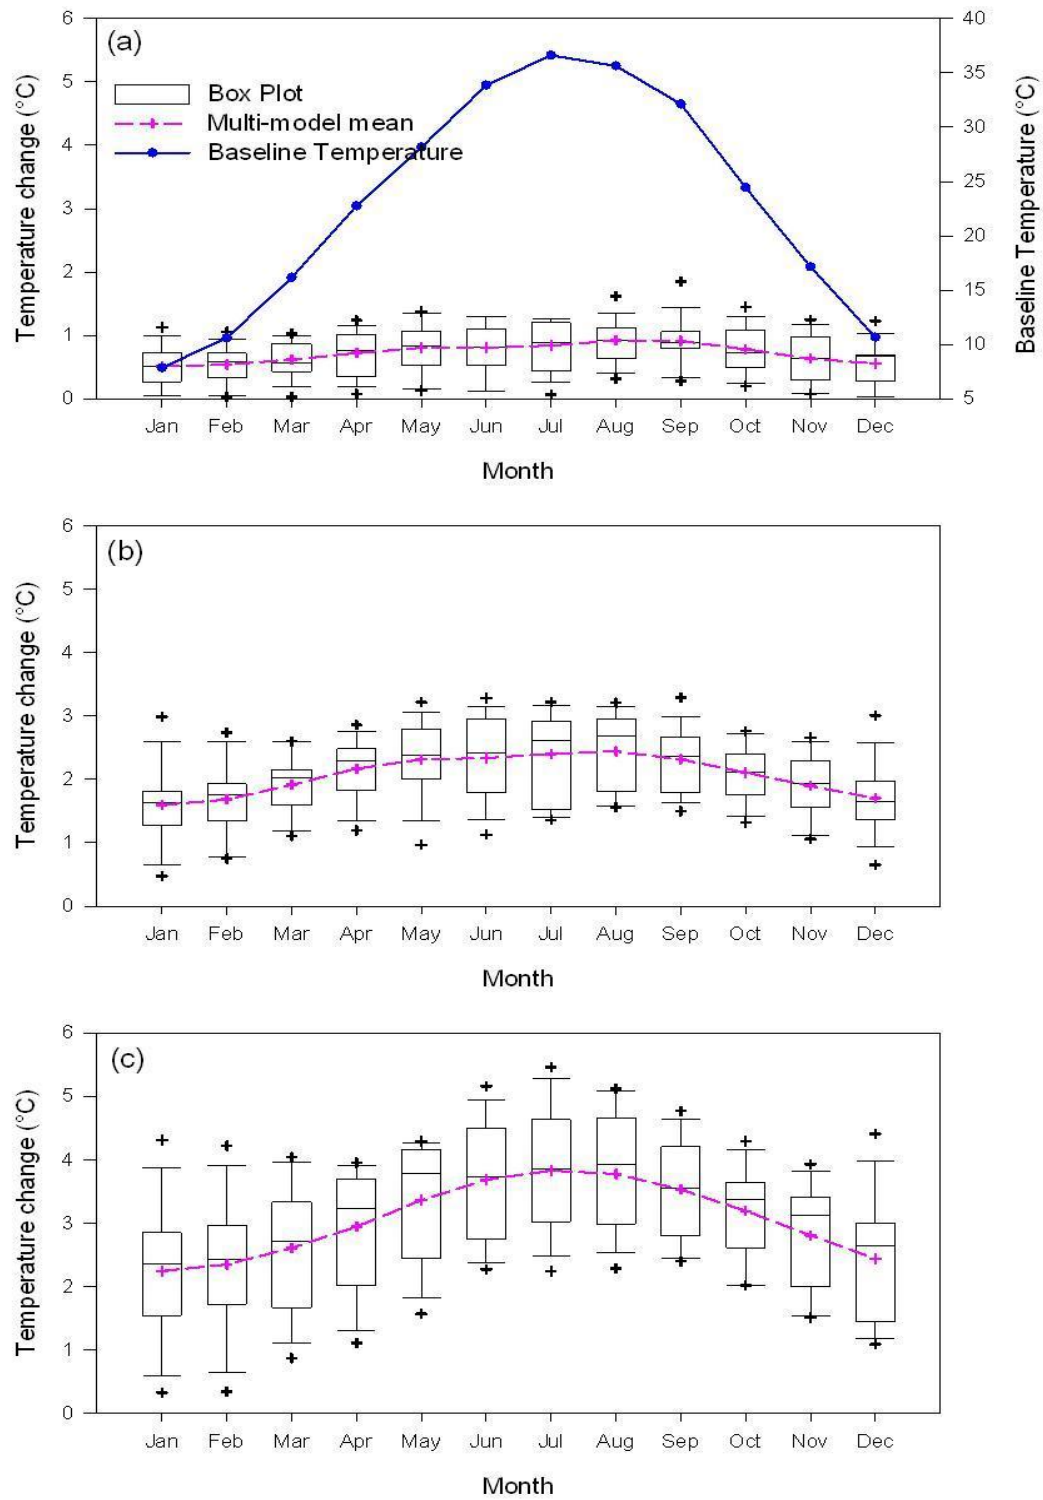 (a)
Temperature change (°C)
Baseline Temperature (°C)
6
5
4
3
2
1
0
40
35
30
25
20
15
10
5
Box Plot
Multi-model mean
Baseline Temperature
Jan Feb Mar Apr May Jun Jul Aug Sep Oct Nov Dec
Month
(b)
Temperature change (°C)
6
5
4
3
2
1
0
Jan Feb Mar Apr May Jun Jul Aug Sep Oct Nov Dec
Month
(c)
Temperature change (°C)
6
5
4
3
2
1
0
Jan Feb Mar Apr May Jun Jul Aug Sep Oct Nov Dec
Month